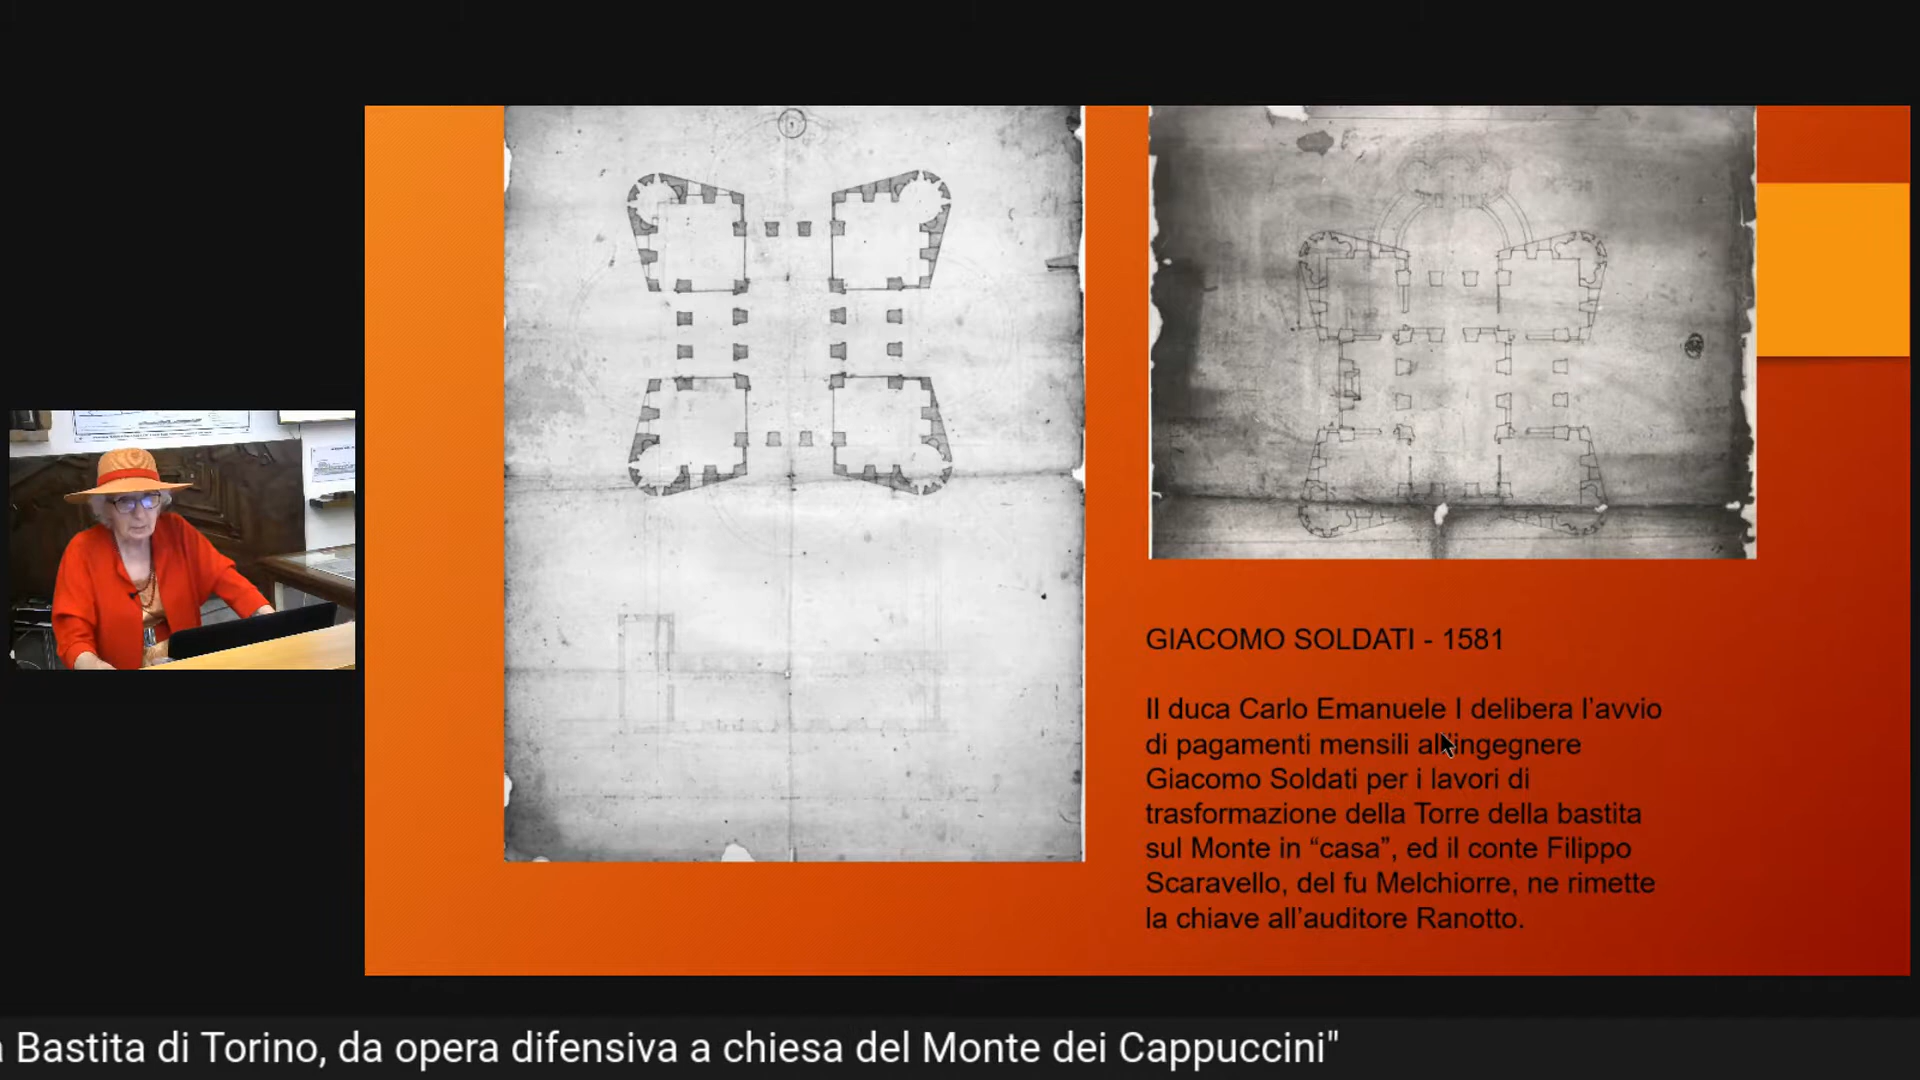 GIACOMO SOLDATI - 1581
Il duca Carlo Emanuele I delibera l’avvio
di pagamenti mensili all’ingegnere
Giacomo Soldati per i lavori di
trasformazione della Torre della bastita
sul Monte in “casa”, ed il conte Filippo
Scaravello, del fu Melchiorre, ne rimette
la chiave all’auditore Ranotto.
a Bastita di Torino, da opera difensiva a chiesa del Monte dei Cappuccini"